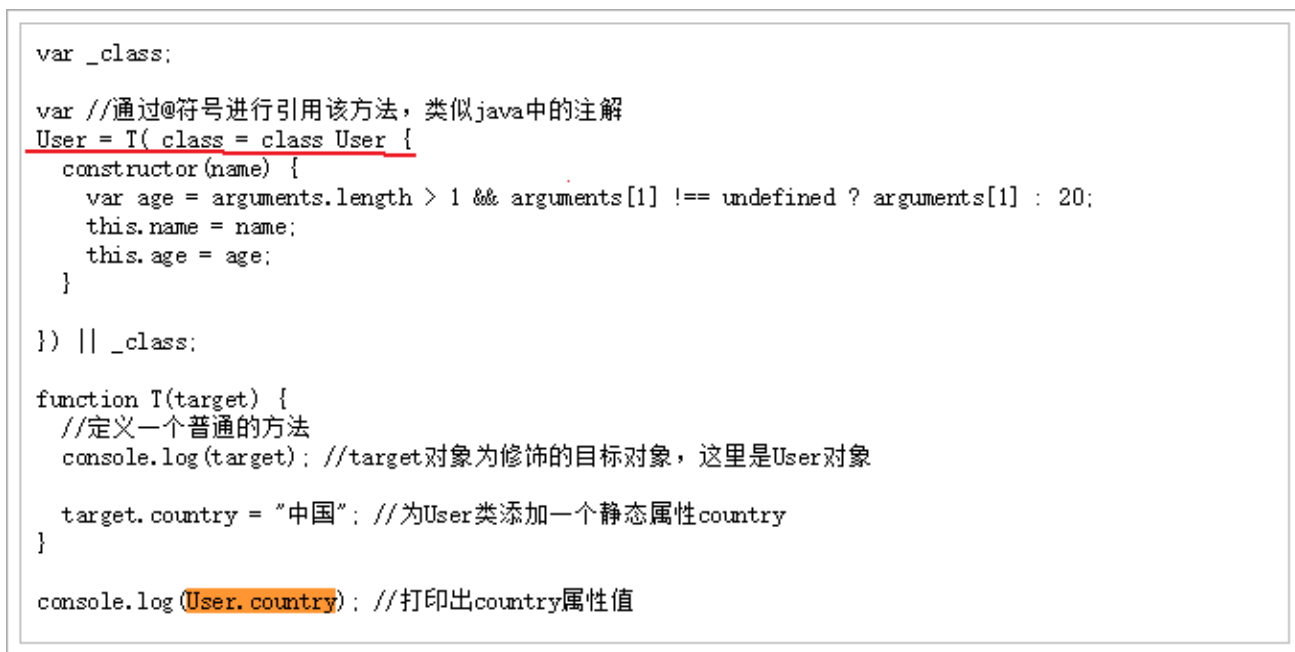 var _class;
var //通过@符号进行引用该方法，类似java中的注解
User = T(_class = class User {
constructor(name) {
var age = arguments.length > 1 && arguments[1] !== undefined ? arguments[1] : 20;
this.name = name;
this.age = age;
}
}) || _class;
function T(target) {
//定义一个普通的方法
console.log(target); //target对象为修饰的目标对象，这里是User对象
target.country = "中国"; //为User类添加一个静态属性country
}
console.log(User.country); //打印出country属性值